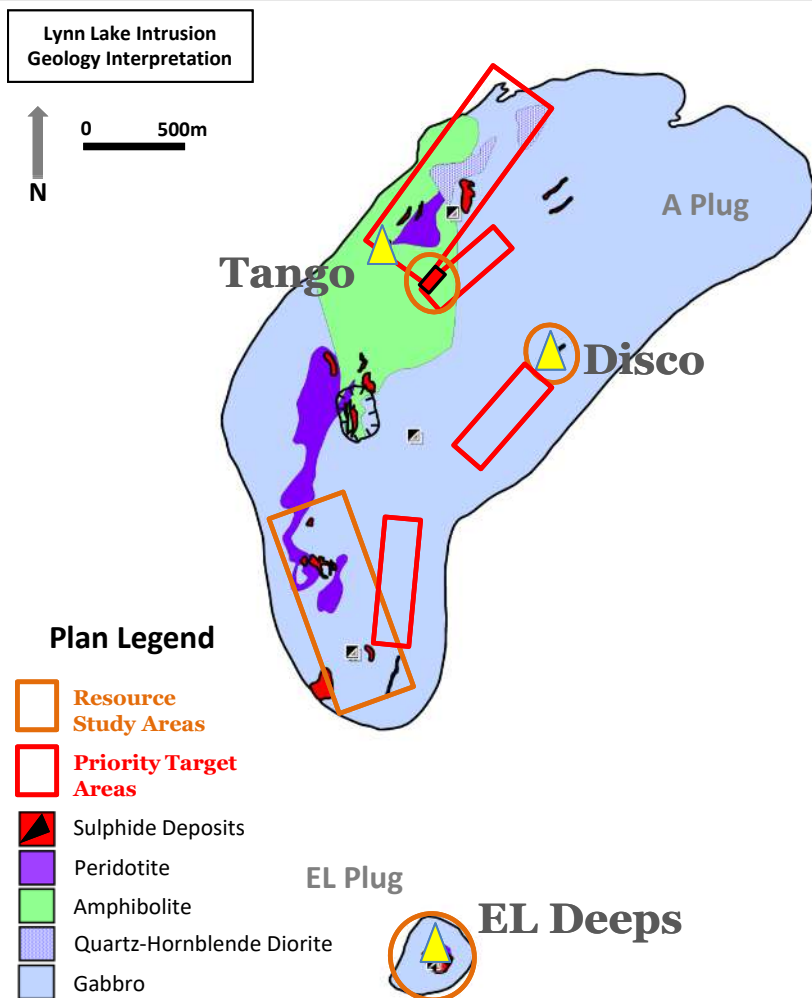 Lynn Lake Intrusion
Geology Interpretation
0 500m
N
A Plug
Tango
Disco
Plan Legend
Resource
Study Areas
Priority Target
Areas
Sulphide Deposits
Peridotite
Amphibolite
Quartz-Hornblende Diorite
Gabbro
EL Plug
EL Deeps